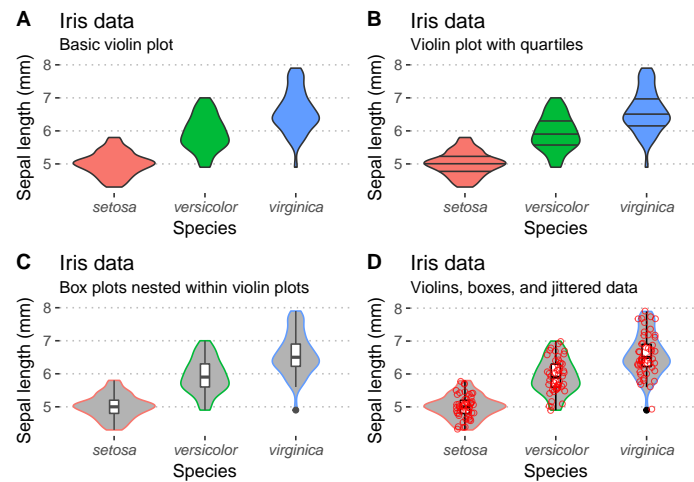 A
Iris data
Basic violin plot
Sepal length (mm)
8
7
6
5
setosa
versicolor
virginica
Species
B
Iris data
Violin plot with quartiles
Sepal length (mm)
8
7
6
5
setosa
versicolor
virginica
Species
C
Iris data
Box plots nested within violin plots
Sepal length (mm)
8
7
6
5
setosa
versicolor
virginica
Species
D
Iris data
Violins, boxes, and jittered data
Sepal length (mm)
8
7
6
5
setosa
versicolor
virginica
Species